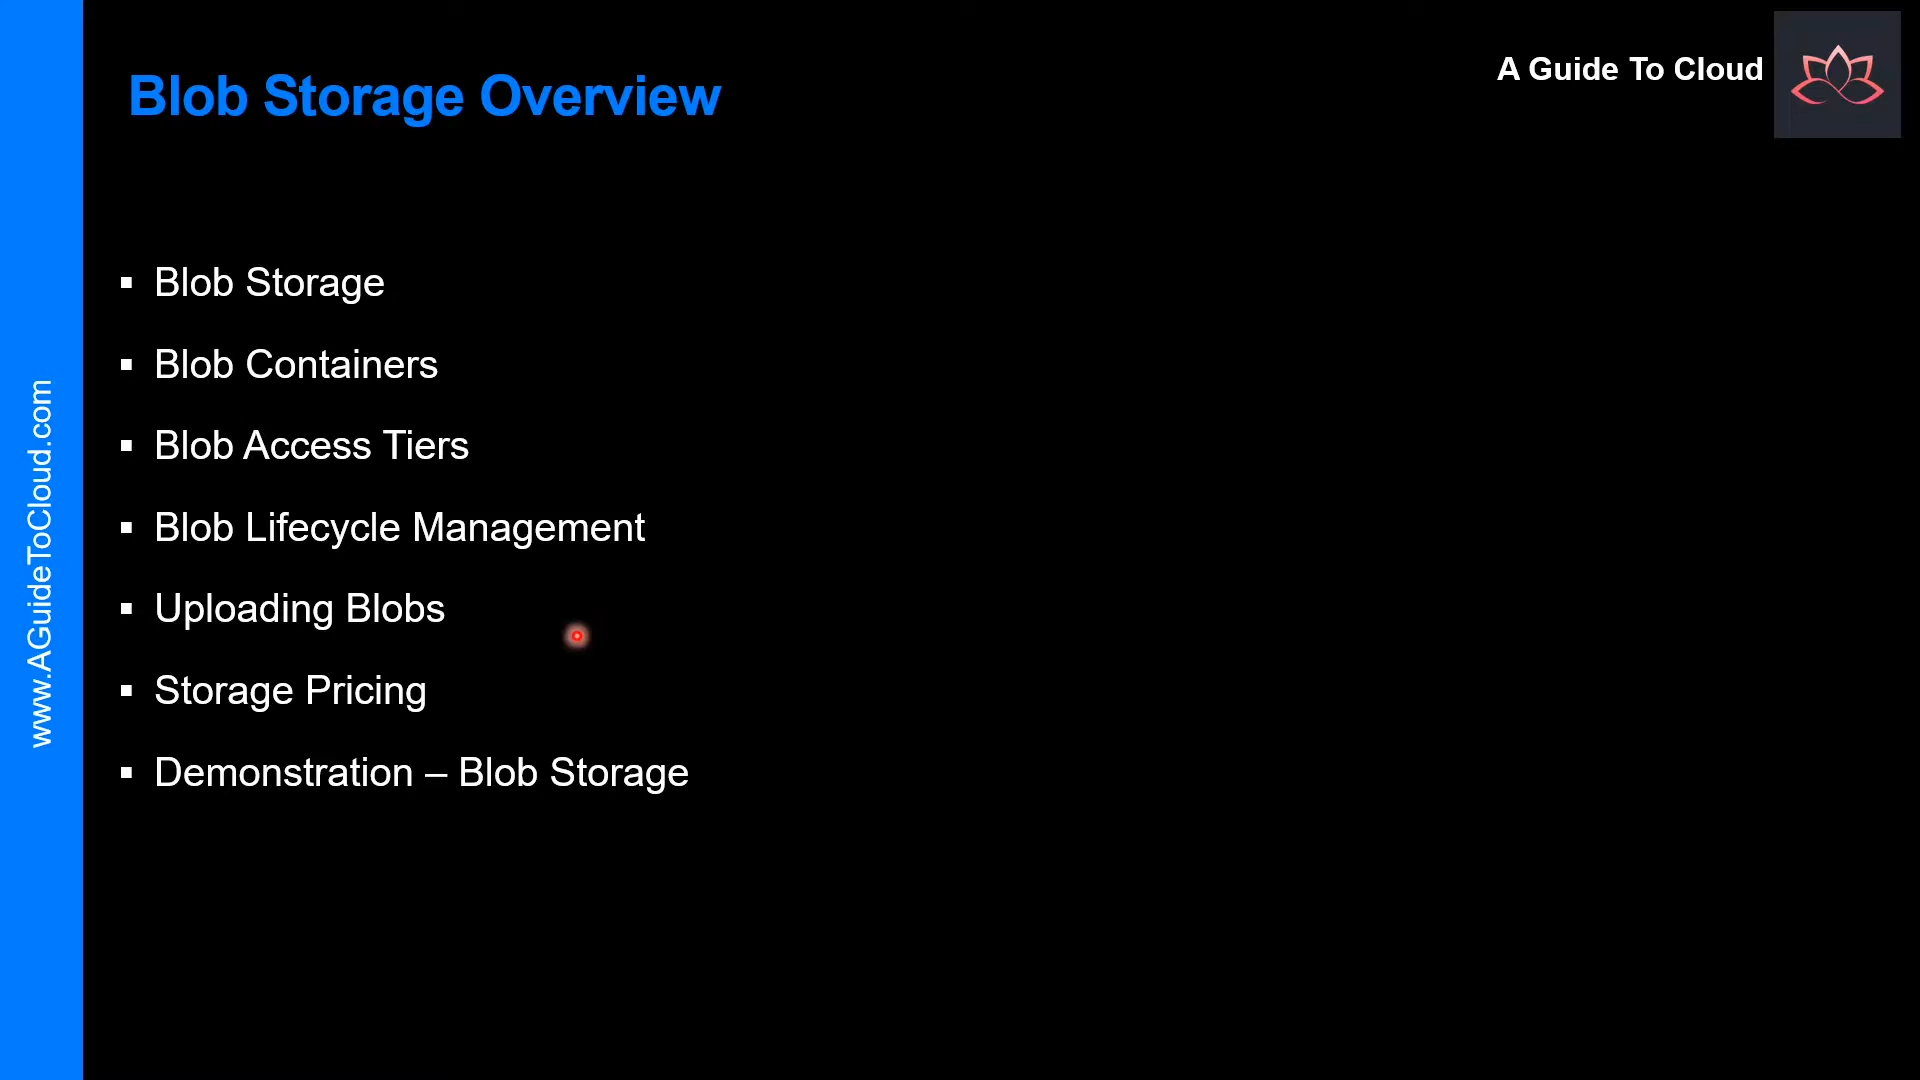 Blob Storage Overview
A Guide To Cloud
▪ Blob Storage
▪ Blob Containers
▪ Blob Access Tiers
▪ Blob Lifecycle Management
▪ Uploading Blobs
▪ Storage Pricing
▪ Demonstration – Blob Storage
www.AGuideToCloud.com